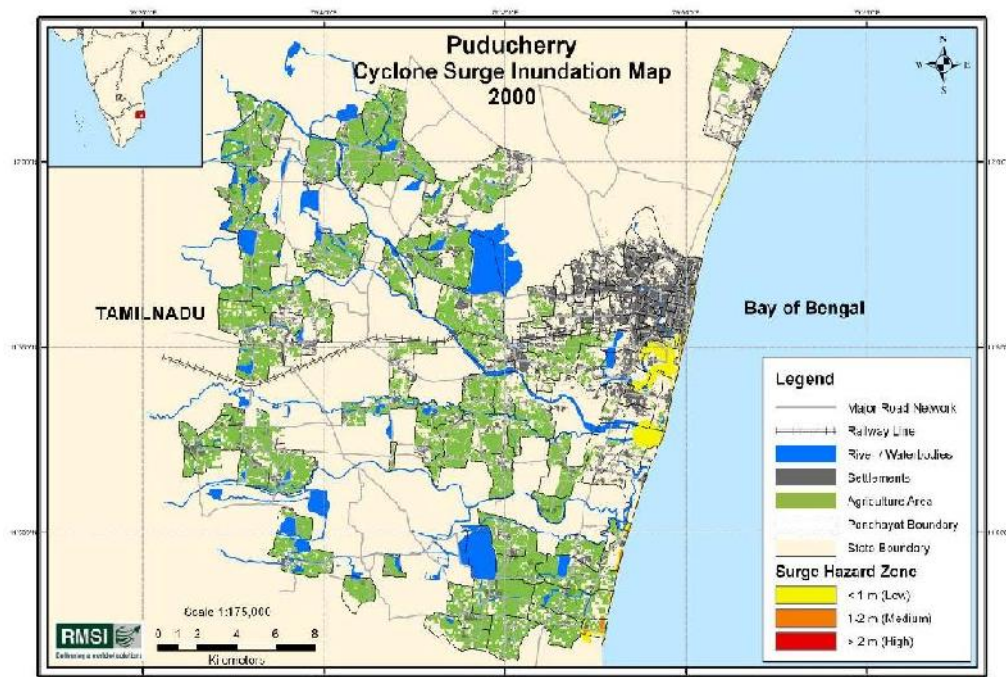 Puducherry
Cyclone Surge Inundation Map
2000
N
W
E
S
TAMILNADU
Bay of Bengal
Legend
Major Road Network
Railway Line
River / Waterbodies
Settlements
Agriculture Area
Panchayat Boundary
State Boundary
Surge Hazard Zone
< 1 m (Low)
1-2 m (Medium)
> 2 m (High)
Scale 1:175,000
0 1 2 4 6 8
Kilometers
RMSI